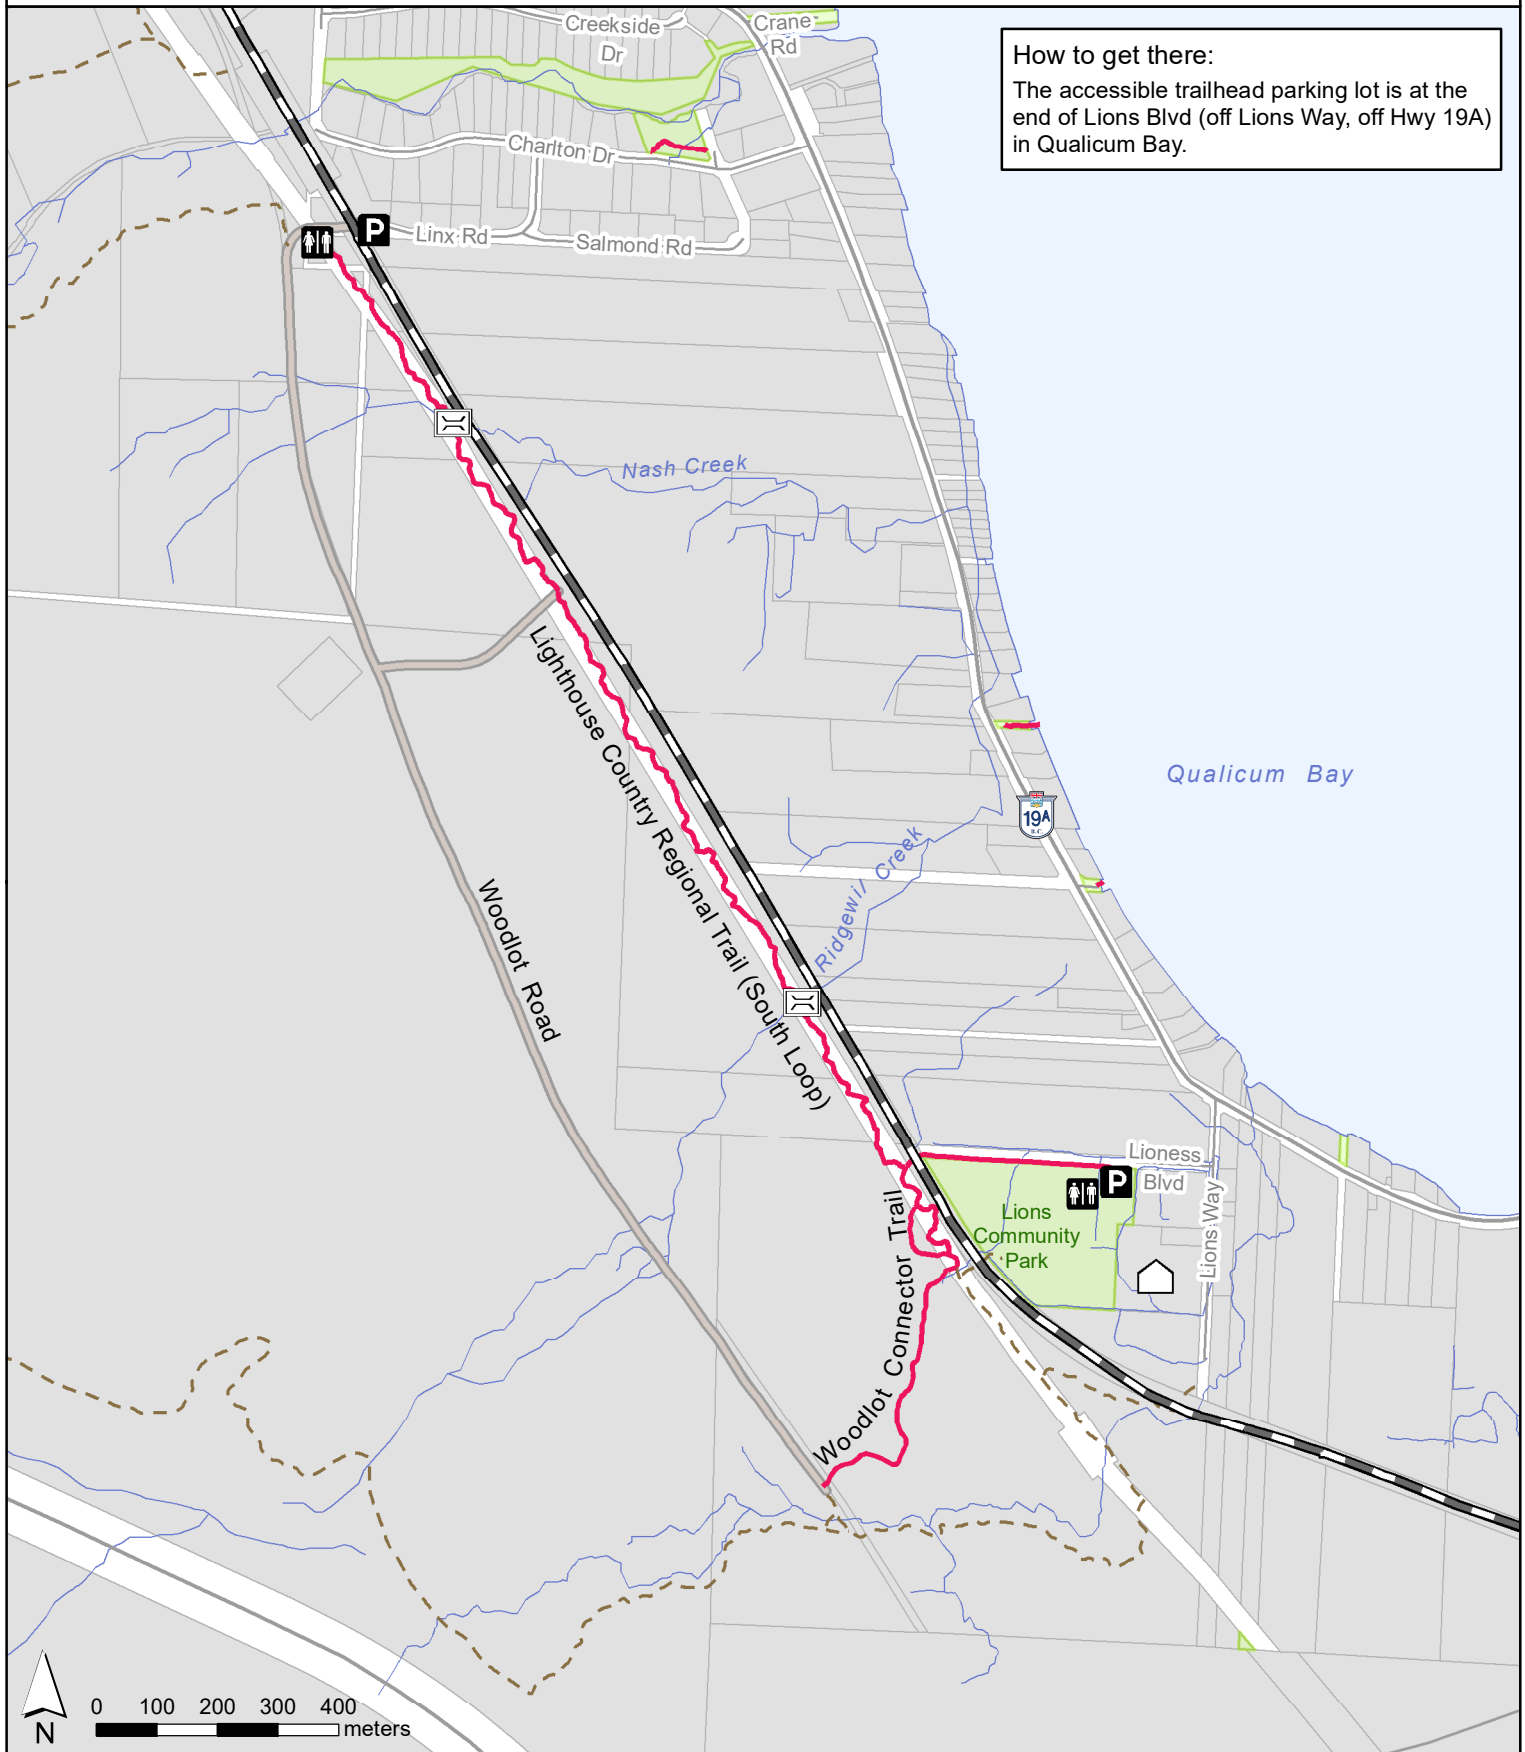 Creekside
Dr
Crane
Rd
How to get there:
The accessible trailhead parking lot is at the
end of Lions Blvd (off Lions Way, off Hwy 19A)
in Qualicum Bay.
Charlton Dr
P
Linx Rd
Salmond Rd
Nash Creek
Lighthouse Country Regional Trail (South Loop)
Qualicum Bay
19A
B.C.
Ridgewil Creek
Woodlot Road
Lioness
Blvd
P
Lions
Community
Park
Lions Way
Woodlot Connector Trail
0 100 200 300 400
meters
N